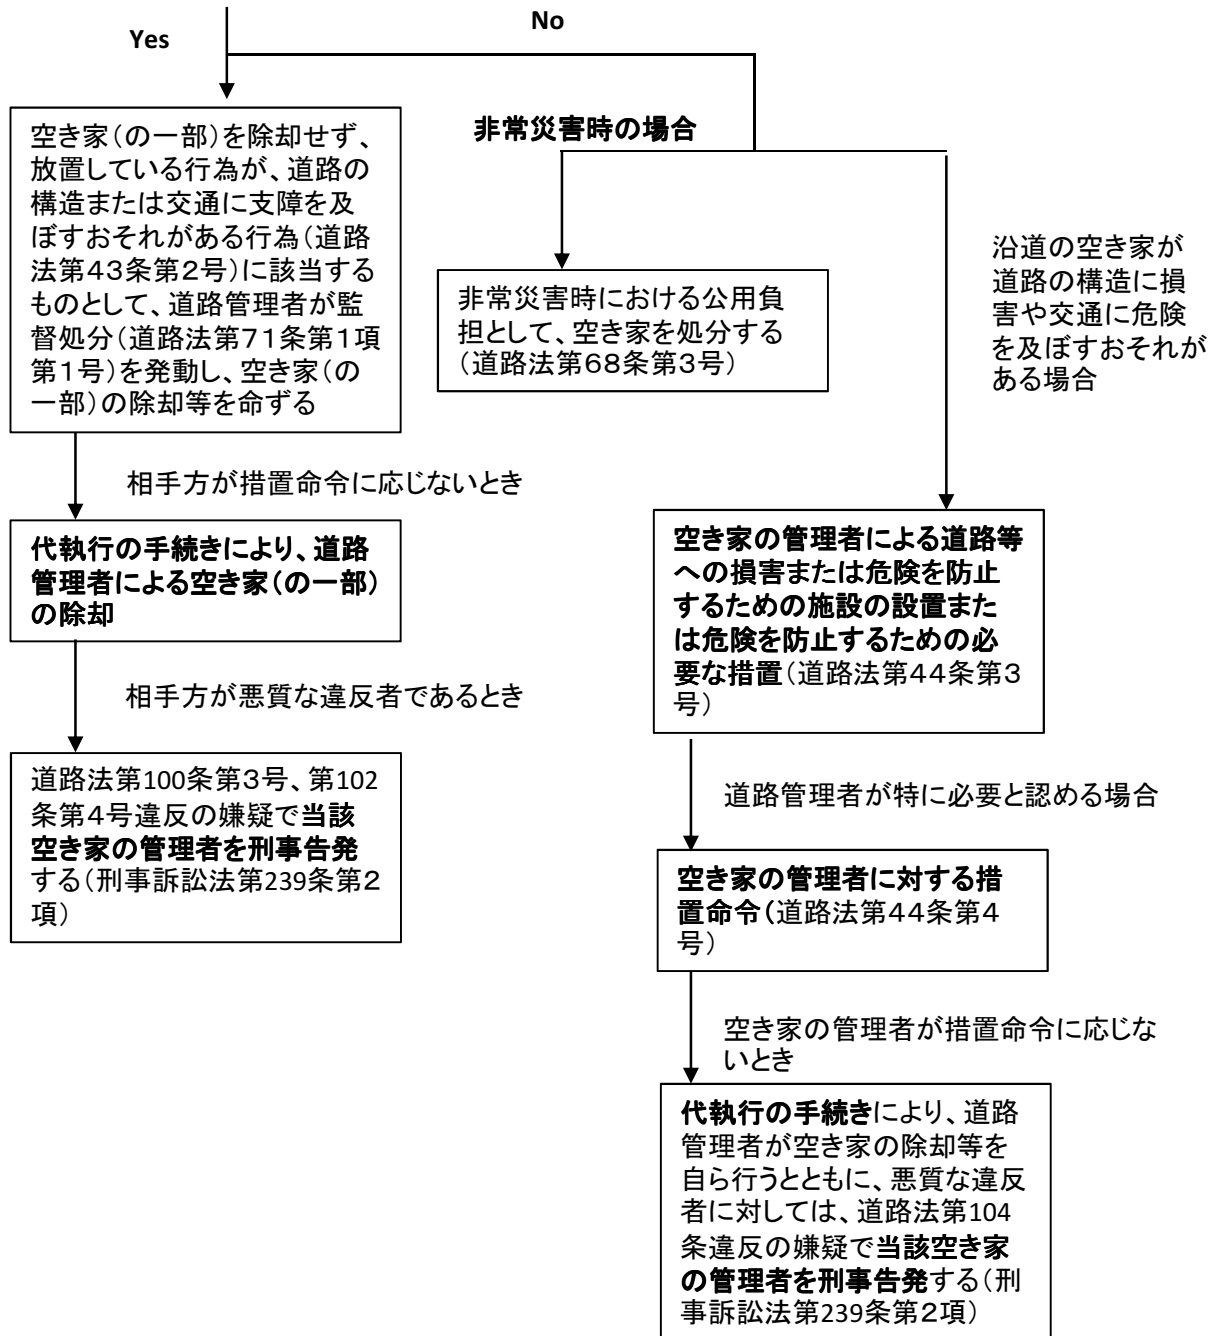 Yes
No
空き家(の一部)を除却せず、
放置している行為が、道路の
構造または交通に支障を及
ぼすおそれがある行為(道路
法第43条第2号)に該当する
ものとして、道路管理者が監
督処分(道路法第71条第1項
第1号)を発動し、空き家(の
一部)の除却等を命ずる
相手方が措置命令に応じないとき
代執行の手続きにより、道路
管理者による空き家(の一部)
の除却
相手方が悪質な違反者であるとき
道路法第100条第3号、第102
条第4号違反の嫌疑で当該
空き家の管理者を刑事告発
する(刑事訴訟法第239条第2
項)
非常災害時の場合
非常災害時における公用負
担として、空き家を処分する
(道路法第68条第3号)
沿道の空き家が
道路の構造に損
害や交通に危険
を及ぼすおそれが
ある場合
空き家の管理者による道路等
への損害または危険を防止
するための施設の設置また
は危険を防止するための必
要な措置(道路法第44条第3
号)
道路管理者が特に必要と認める場合
空き家の管理者に対する措
置命令(道路法第44条第4
号)
空き家の管理者が措置命令に応じな
いとき
代執行の手続きにより、道路
管理者が空き家の除却等を
自ら行うとともに、悪質な違反
者に対しては、道路法第104
条違反の嫌疑で当該空き家
の管理者を刑事告発する(刑
事訴訟法第239条第2項)